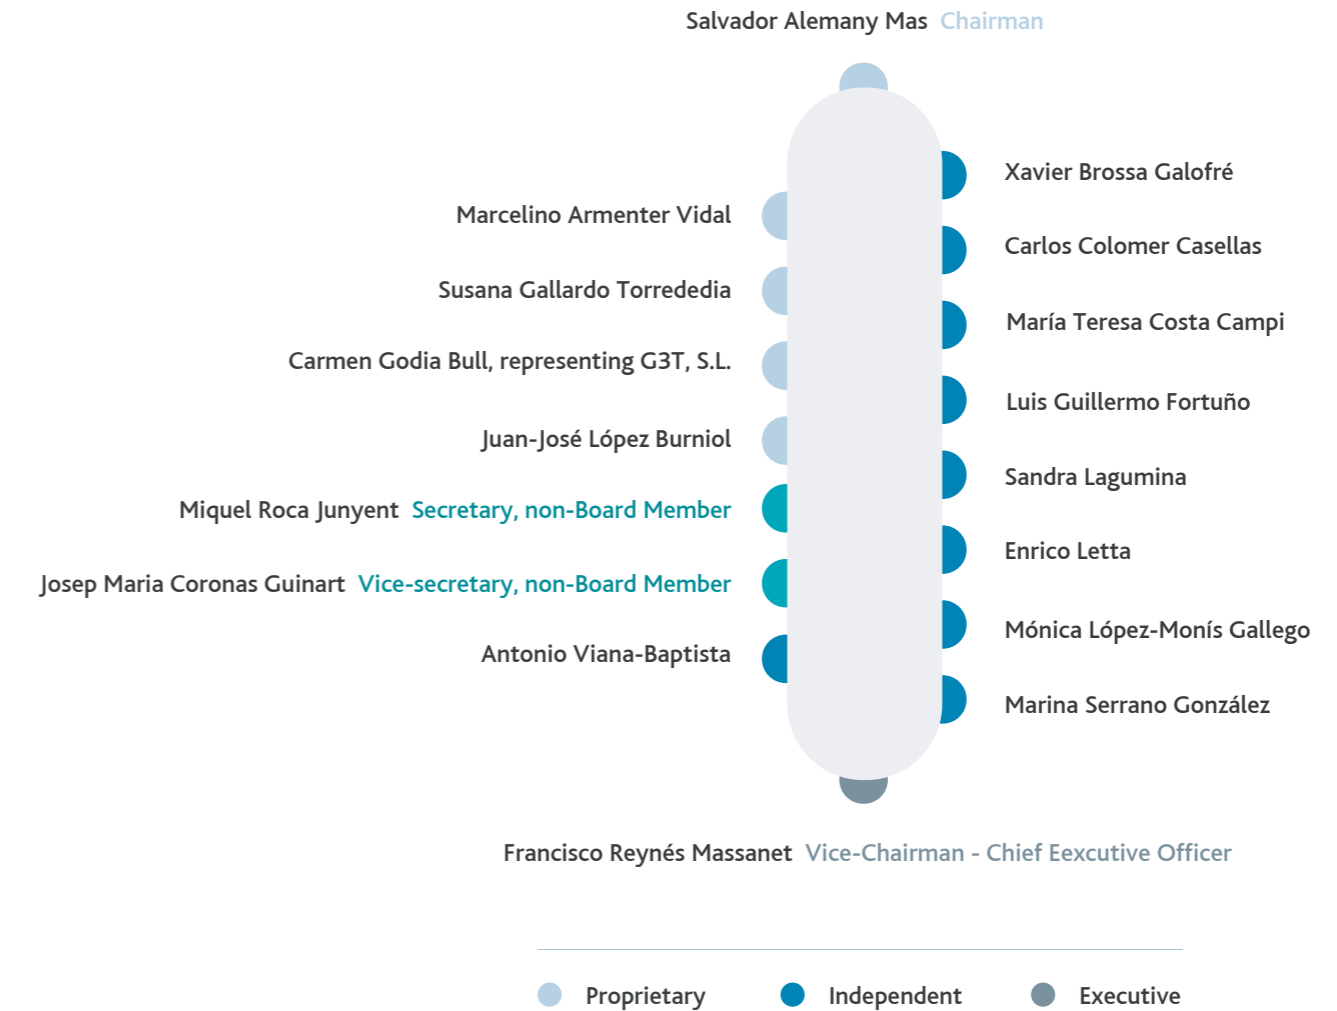 Salvador Alemany Mas Chairman
Marcelino Armenter Vidal
Susana Gallardo Torrededia
Carmen Godia Bull, representing G3T, S.L.
Juan-José López Burniol
Miquel Roca Junyent Secretary, non-Board Member
Josep Maria Coronas Guinart Vice-secretary, non-Board Member
Antonio Viana-Baptista
Xavier Brossa Galofré
Carlos Colomer Casellas
María Teresa Costa Campi
Luis Guillermo Fortuño
Sandra Lagumina
Enrico Letta
Mónica López-Monís Gallego
Marina Serrano González
Francisco Reynés Massanet Vice-Chairman - Chief Eexcutive Officer
Proprietary Independent Executive